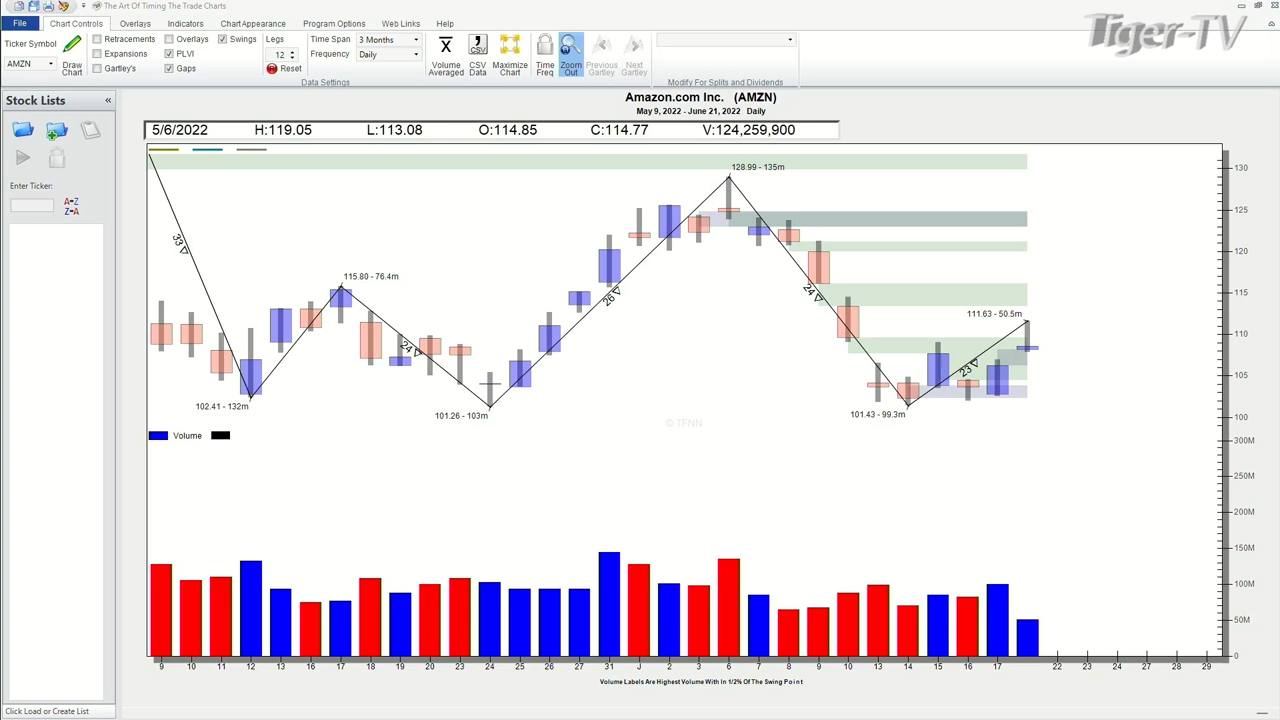 The Art Of Timing The Trade Charts
File Chart Controls Overlays Indicators Chart Appearance Program Options Web Links Help
Tiger-TV
Ticker Symbol
AMZN
Draw Chart
Retracements Overlays Swings
Expansions PLVI
Gartley's Gaps
Legs
12
Reset
Time Span 3 Months
Frequency Daily
Data Settings
Volume Averaged
CSV Data
Maximize Chart
Time Freq
Zoom Out
Previous Gartley
Next Gartley
Modify For Splits and Dividends
Stock Lists «
Enter Ticker:
A-Z
Z-A
Click Load or Create List
Amazon.com Inc. (AMZN)
May 9, 2022 - June 21, 2022 Daily
5/6/2022 H:119.05 L:113.08 O:114.85 C:114.77 V:124,259,900
128.99 - 135m
115.80 - 76.4m
111.63 - 50.5m
102.41 - 132m
101.26 - 103m
101.43 - 99.3m
33
24
26
24
23
130
125
120
115
110
105
100
© TFNN
Volume
300M
250M
200M
150M
100M
50M
0
9 10 11 12 13 16 17 18 19 20 23 24 25 26 27 31 J 2 3 6 7 8 9 10 13 14 15 16 17 22 23 24 27 28 29
Volume Labels Are Highest Volume With In 1/2% Of The Swing Point